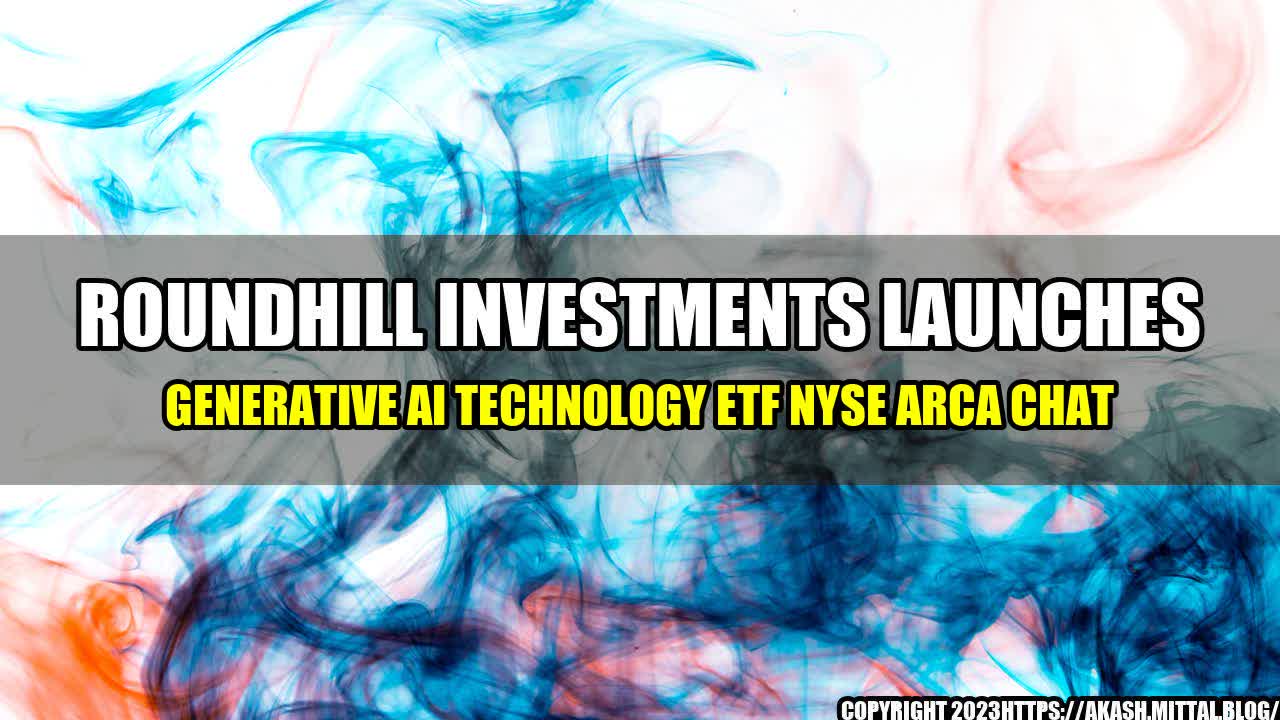 ROUNDHILL INVESTMENTS LAUNCHES
GENERATIVE AI TECHNOLOGY ETF NYSE ARCA CHAT
COPYRIGHT 2023HTTPS://AKASH.MITTAL.BLOG/